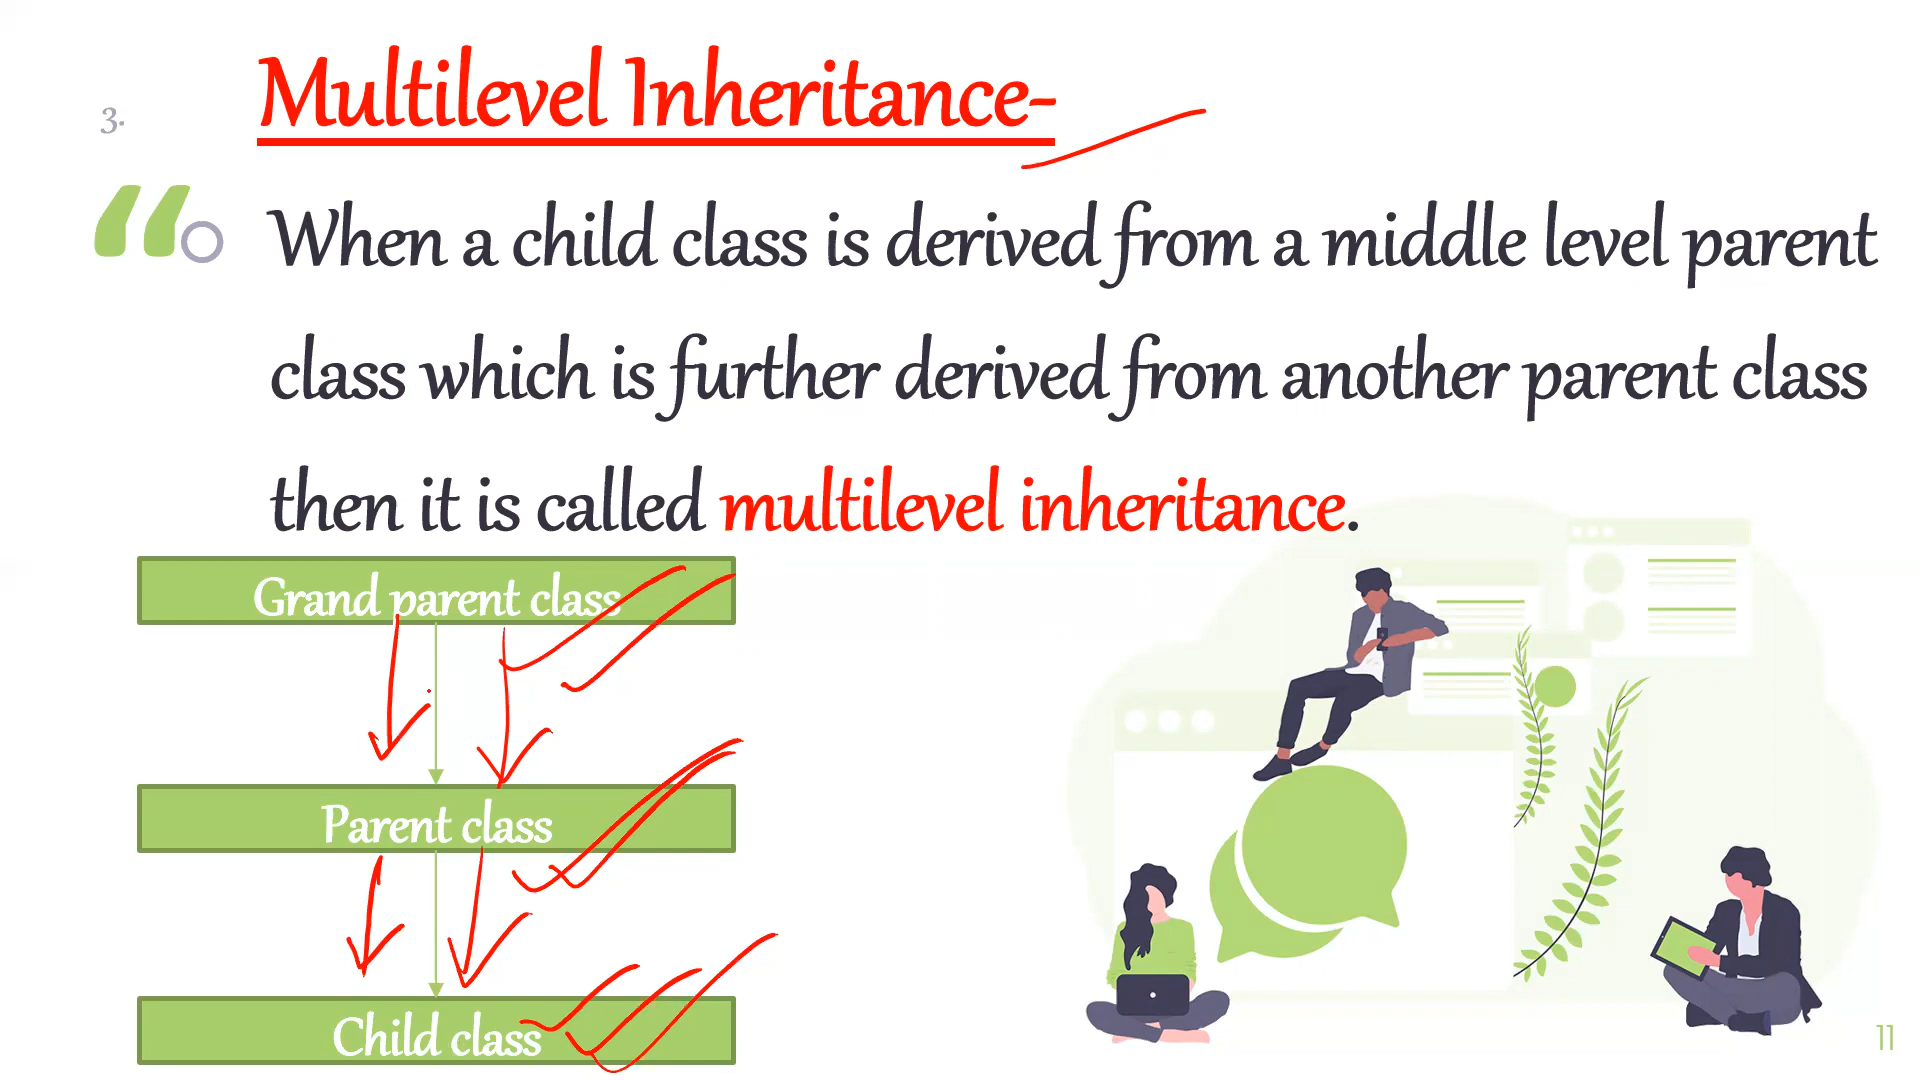 3.
Multilevel Inheritance-
“
When a child class is derived from a middle level parent
class which is further derived from another parent class
then it is called multilevel inheritance.
Grand parent class
Parent class
Child class
11